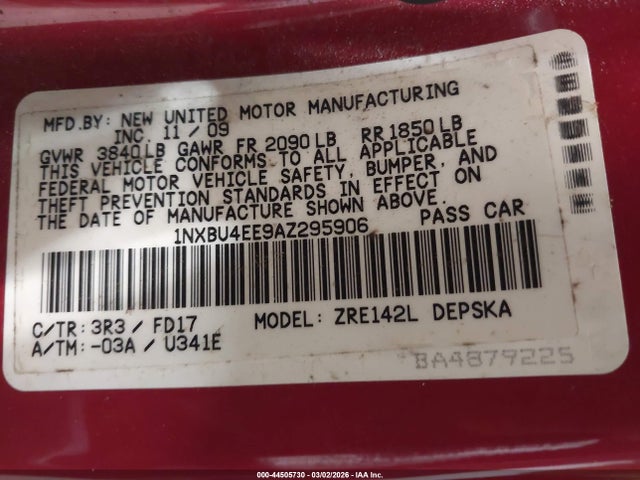 MFD.BY: NEW UNITED MOTOR MANUFACTURING
INC. 11 / 09
GVWR 3840LB GAWR FR 2090LB RR1850LB
THIS VEHICLE CONFORMS TO ALL APPLICABLE
FEDERAL MOTOR VEHICLE SAFETY, BUMPER, AND
THEFT PREVENTION STANDARDS IN EFFECT ON
THE DATE OF MANUFACTURE SHOWN ABOVE.
1NXBU4EE9AZ295906 PASS CAR
C/TR: 3R3 / FD17 MODEL: ZRE142L DEPSKA
A/TM: -03A / U341E
BA4879225
000-44505730 - 03/02/2026 - IAA Inc.